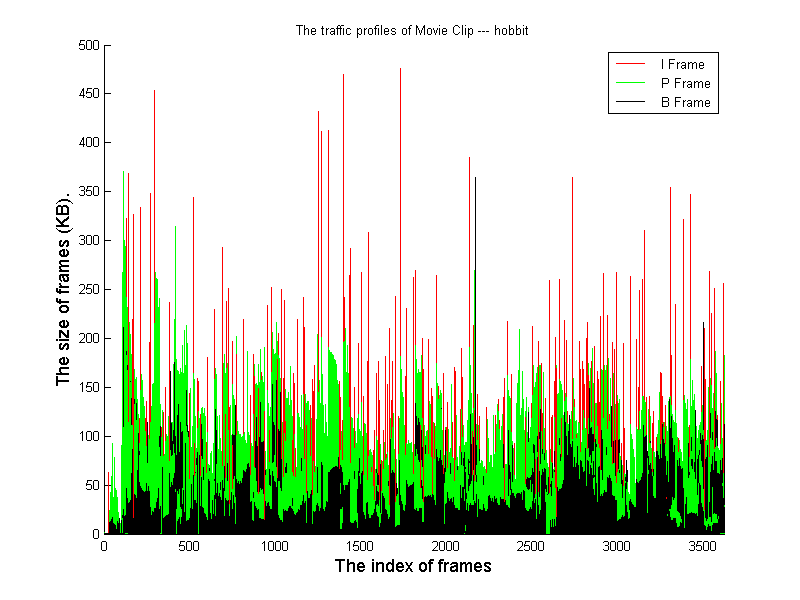 The traffic profiles of Movie Clip --- hobbit
I Frame
P Frame
B Frame
500
450
400
350
300
250
200
150
100
50
0
The size of frames (KB).
0 500 1000 1500 2000 2500 3000 3500
The index of frames